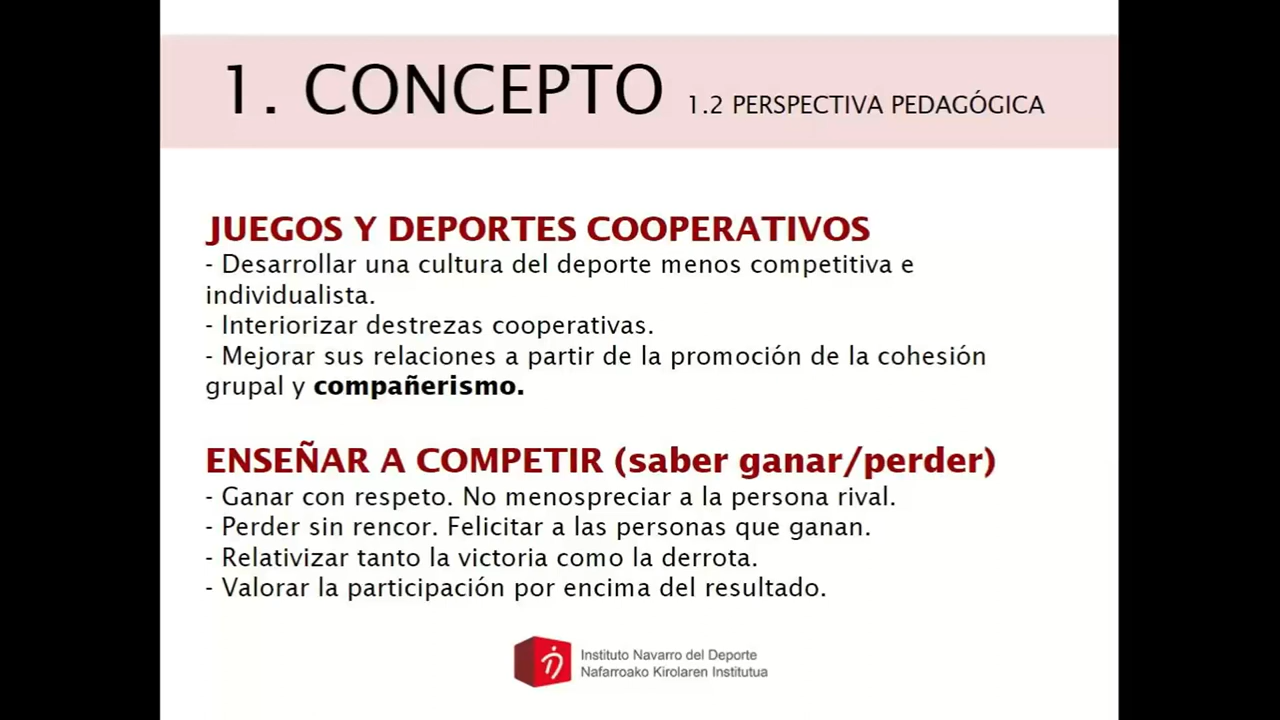 1. CONCEPTO 1.2 PERSPECTIVA PEDAGÓGICA
JUEGOS Y DEPORTES COOPERATIVOS
- Desarrollar una cultura del deporte menos competitiva e
individualista.
- Interiorizar destrezas cooperativas.
- Mejorar sus relaciones a partir de la promoción de la cohesión
grupal y compañerismo.
ENSEÑAR A COMPETIR (saber ganar/perder)
- Ganar con respeto. No menospreciar a la persona rival.
- Perder sin rencor. Felicitar a las personas que ganan.
- Relativizar tanto la victoria como la derrota.
- Valorar la participación por encima del resultado.
Instituto Navarro del Deporte
Nafarroako Kirolaren Institutua